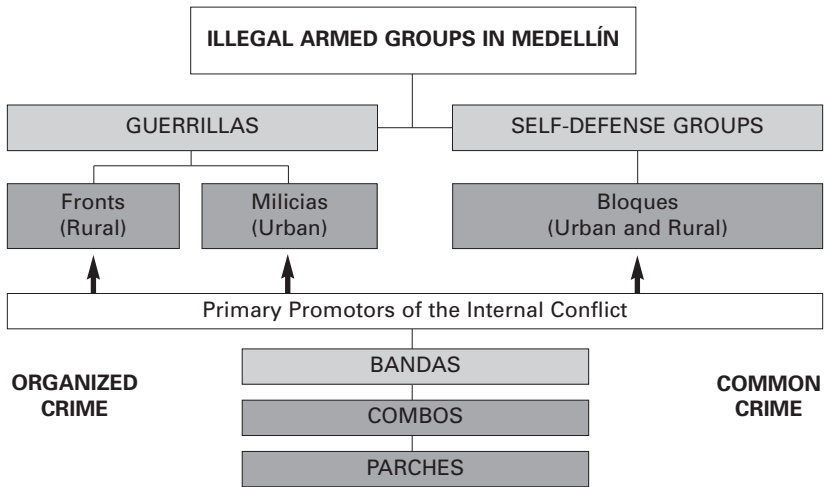 ILLEGAL ARMED GROUPS IN MEDELLÍN
GUERRILLAS
SELF-DEFENSE GROUPS
Fronts
(Rural)
Milicias
(Urban)
Bloques
(Urban and Rural)
Primary Promotors of the Internal Conflict
ORGANIZED
CRIME
BANDAS
COMBOS
PARCHES
COMMON
CRIME